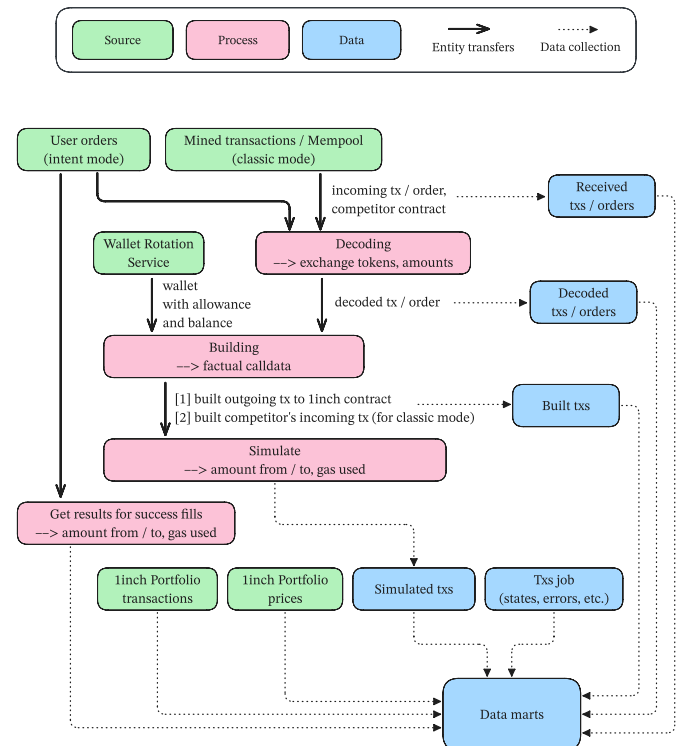 Source
Process
Data
Entity transfers
Data collection
User orders
(intent mode)
Mined transactions / Mempool
(classic mode)
incoming tx / order,
competitor contract
Received
txs / orders
Wallet Rotation
Service
Decoding
––> exchange tokens, amounts
wallet
with allowance
and balance
decoded tx / order
Decoded
txs / orders
Building
––> factual calldata
[1] built outgoing tx to 1inch contract
[2] built competitor's incoming tx (for classic mode)
Built txs
Simulate
––> amount from / to, gas used
Get results for success fills
––> amount from / to, gas used
1inch Portfolio
transactions
1inch Portfolio
prices
Simulated txs
Txs job
(states, errors, etc.)
Data marts